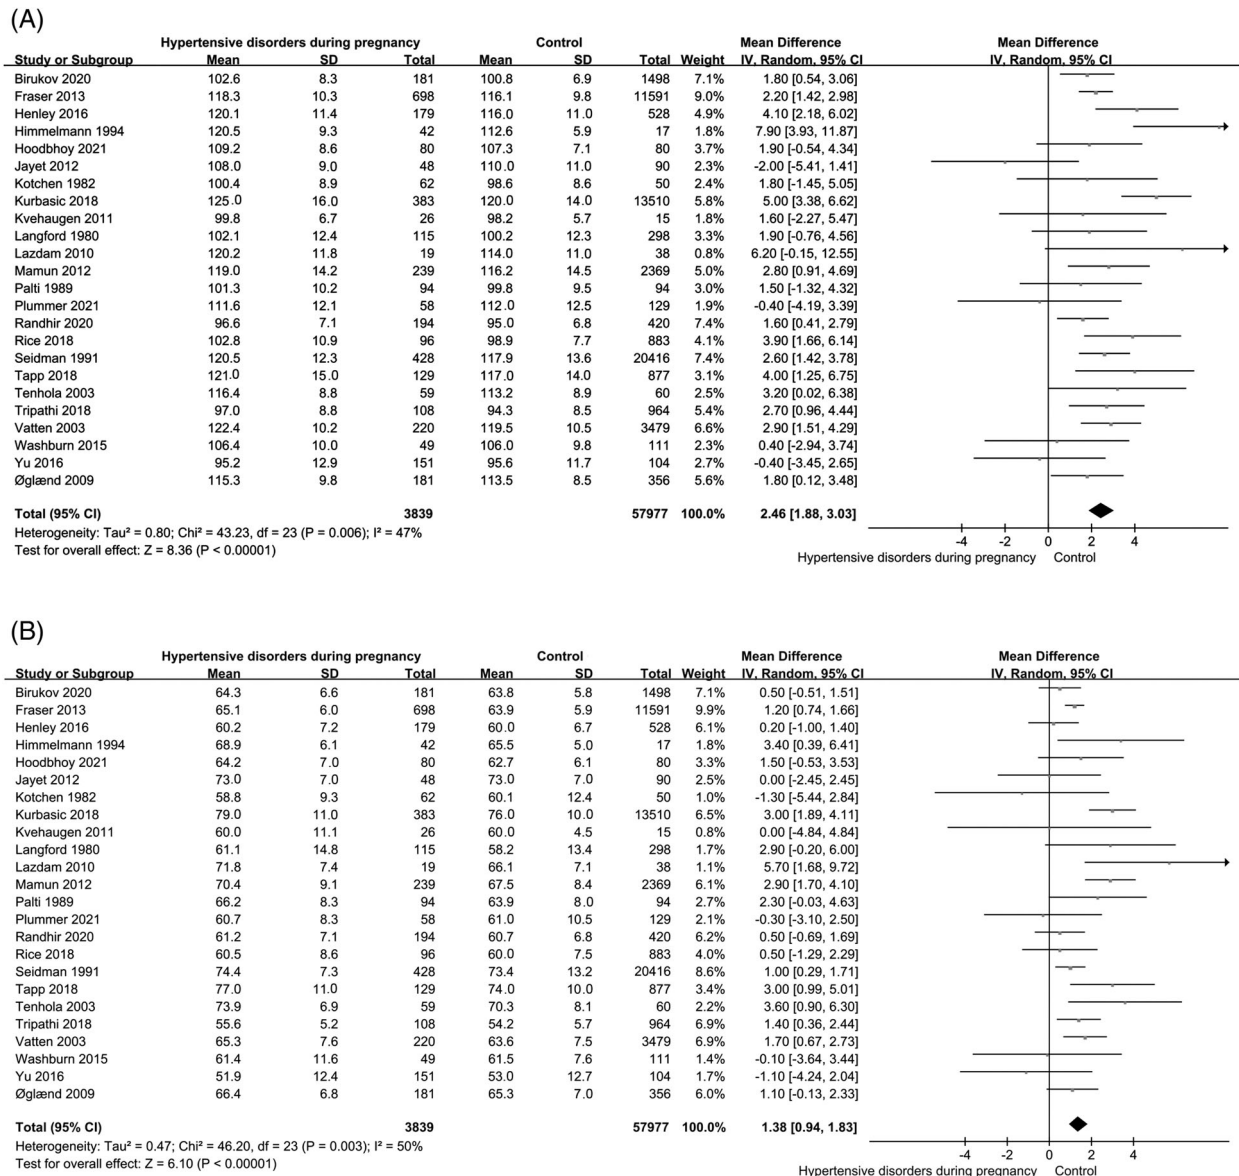 (A)
Hypertensive disorders during pregnancy Control Mean Difference Mean Difference
Study or Subgroup Mean SD Total Mean SD Total Weight IV, Random, 95% CI IV, Random, 95% CI
Birukov 2020 102.6 8.3 181 100.8 6.9 1498 7.1% 1.80 [0.54, 3.06]
Fraser 2013 118.3 10.3 698 116.1 9.8 11591 9.0% 2.20 [1.42, 2.98]
Henley 2016 120.1 11.4 179 116.0 11.0 528 4.9% 4.10 [2.18, 6.02]
Himmelmann 1994 120.5 9.3 42 112.6 5.9 17 1.8% 7.90 [3.93, 11.87]
Hoodbhoy 2021 109.2 8.6 80 107.3 7.1 80 3.7% 1.90 [-0.54, 4.34]
Jayet 2012 108.0 9.0 48 110.0 11.0 90 2.3% -2.00 [-5.41, 1.41]
Kotchen 1982 100.4 8.9 62 98.6 8.6 50 2.4% 1.80 [-1.45, 5.05]
Kurbasic 2018 125.0 16.0 383 120.0 14.0 13510 5.9% 5.00 [3.38, 6.62]
Kvehaugen 2011 99.8 6.7 26 98.2 5.7 15 1.8% 1.60 [-2.27, 5.47]
Langford 1980 102.1 12.4 115 100.2 12.3 298 3.3% 1.90 [-0.76, 4.56]
Lazdam 2010 120.2 11.8 19 114.0 11.0 38 0.8% 6.20 [-0.15, 12.55]
Mamun 2012 119.0 14.2 239 116.2 14.5 2369 5.0% 2.80 [0.91, 4.69]
Palti 1989 101.3 10.2 94 99.8 9.5 94 3.0% 1.50 [-1.32, 4.32]
Plummer 2021 111.6 12.1 58 112.0 12.5 129 1.9% -0.40 [-4.19, 3.39]
Randhir 2020 96.6 7.1 194 95.0 6.8 420 7.4% 1.60 [0.41, 2.79]
Rice 2018 102.8 10.9 96 98.9 7.7 883 4.1% 3.90 [1.66, 6.14]
Seidman 1991 120.5 12.3 428 117.9 13.6 20416 7.4% 2.60 [1.42, 3.78]
Tapp 2018 121.0 15.0 129 117.0 14.0 877 3.1% 4.00 [1.25, 6.75]
Tenhola 2003 116.4 8.8 59 113.2 8.9 60 2.5% 3.20 [0.02, 6.38]
Tripathi 2018 97.0 8.8 108 94.3 8.5 964 5.4% 2.70 [0.96, 4.44]
Vatten 2003 122.4 10.2 220 119.5 10.5 3479 6.6% 2.90 [1.51, 4.29]
Washburn 2015 106.4 10.0 49 106.0 9.8 111 2.3% 0.40 [-2.94, 3.74]
Yu 2016 95.2 12.9 151 95.6 11.7 104 2.7% -0.40 [-3.45, 2.65]
Øglænd 2009 115.3 9.8 181 113.5 8.5 356 5.6% 1.80 [0.12, 3.48]
Total (95% CI) 3839 57977 100.0% 2.46 [1.88, 3.03]
Heterogeneity: Tau² = 0.80; Chi² = 43.23, df = 23 (P = 0.006); I² = 47%
Test for overall effect: Z = 8.36 (P < 0.00001)
-4 -2 0 2 4
Hypertensive disorders during pregnancy Control
(B)
Hypertensive disorders during pregnancy Control Mean Difference Mean Difference
Study or Subgroup Mean SD Total Mean SD Total Weight IV, Random, 95% CI IV, Random, 95% CI
Birukov 2020 64.3 6.6 181 63.8 5.8 1498 7.1% 0.50 [-0.51, 1.51]
Fraser 2013 65.1 6.0 698 63.9 5.9 11591 9.9% 1.20 [0.74, 1.66]
Henley 2016 60.2 7.2 179 60.0 6.7 528 6.1% 0.20 [-1.00, 1.40]
Himmelmann 1994 68.9 6.1 42 65.5 5.0 17 1.8% 3.40 [0.39, 6.41]
Hoodbhoy 2021 64.2 7.0 80 62.7 6.1 80 3.3% 1.50 [-0.53, 3.53]
Jayet 2012 73.0 7.0 48 73.0 7.0 90 2.5% 0.00 [-2.45, 2.45]
Kotchen 1982 58.8 9.3 62 60.1 12.4 50 1.0% -1.30 [-5.44, 2.84]
Kurbasic 2018 79.0 11.0 383 76.0 10.0 13510 6.5% 3.00 [1.89, 4.11]
Kvehaugen 2011 60.0 11.1 26 60.0 4.5 15 0.8% 0.00 [-4.84, 4.84]
Langford 1980 61.1 14.8 115 58.2 13.4 298 1.7% 2.90 [-0.20, 6.00]
Lazdam 2010 71.8 7.4 19 66.1 7.1 38 1.1% 5.70 [1.68, 9.72]
Mamun 2012 70.4 9.1 239 67.5 8.4 2369 6.1% 2.90 [1.70, 4.10]
Palti 1989 66.2 8.3 94 63.9 8.0 94 2.7% 2.30 [-0.03, 4.63]
Plummer 2021 60.7 8.3 58 61.0 10.5 129 2.0% -0.30 [-3.10, 2.50]
Randhir 2020 61.2 7.1 194 60.7 6.8 420 6.2% 0.50 [-0.69, 1.69]
Rice 2018 60.5 8.6 96 60.0 7.5 883 4.0% 0.50 [-1.29, 2.29]
Seidman 1991 74.4 7.3 428 73.4 13.2 20416 8.6% 1.00 [0.29, 1.71]
Tapp 2018 77.0 11.0 129 74.0 10.0 877 3.4% 3.00 [0.99, 5.01]
Tenhola 2003 73.9 6.9 59 70.3 8.1 60 2.2% 3.60 [0.90, 6.30]
Tripathi 2018 55.6 5.2 108 54.2 5.7 964 6.9% 1.40 [0.36, 2.44]
Vatten 2003 65.3 7.6 220 63.6 7.5 3479 6.9% 1.70 [0.67, 2.73]
Washburn 2015 61.4 11.6 49 61.5 7.6 111 1.4% -0.10 [-3.64, 3.44]
Yu 2016 51.9 12.4 151 53.0 12.7 104 1.7% -1.10 [-4.24, 2.04]
Øglænd 2009 66.4 6.8 181 65.3 7.0 356 6.0% 1.10 [-0.13, 2.33]
Total (95% CI) 3839 57977 100.0% 1.38 [0.94, 1.83]
Heterogeneity: Tau² = 0.47; Chi² = 46.20, df = 23 (P = 0.003); I² = 50%
Test for overall effect: Z = 6.10 (P < 0.00001)
-4 -2 0 2 4
Hypertensive disorders during pregnancy Control